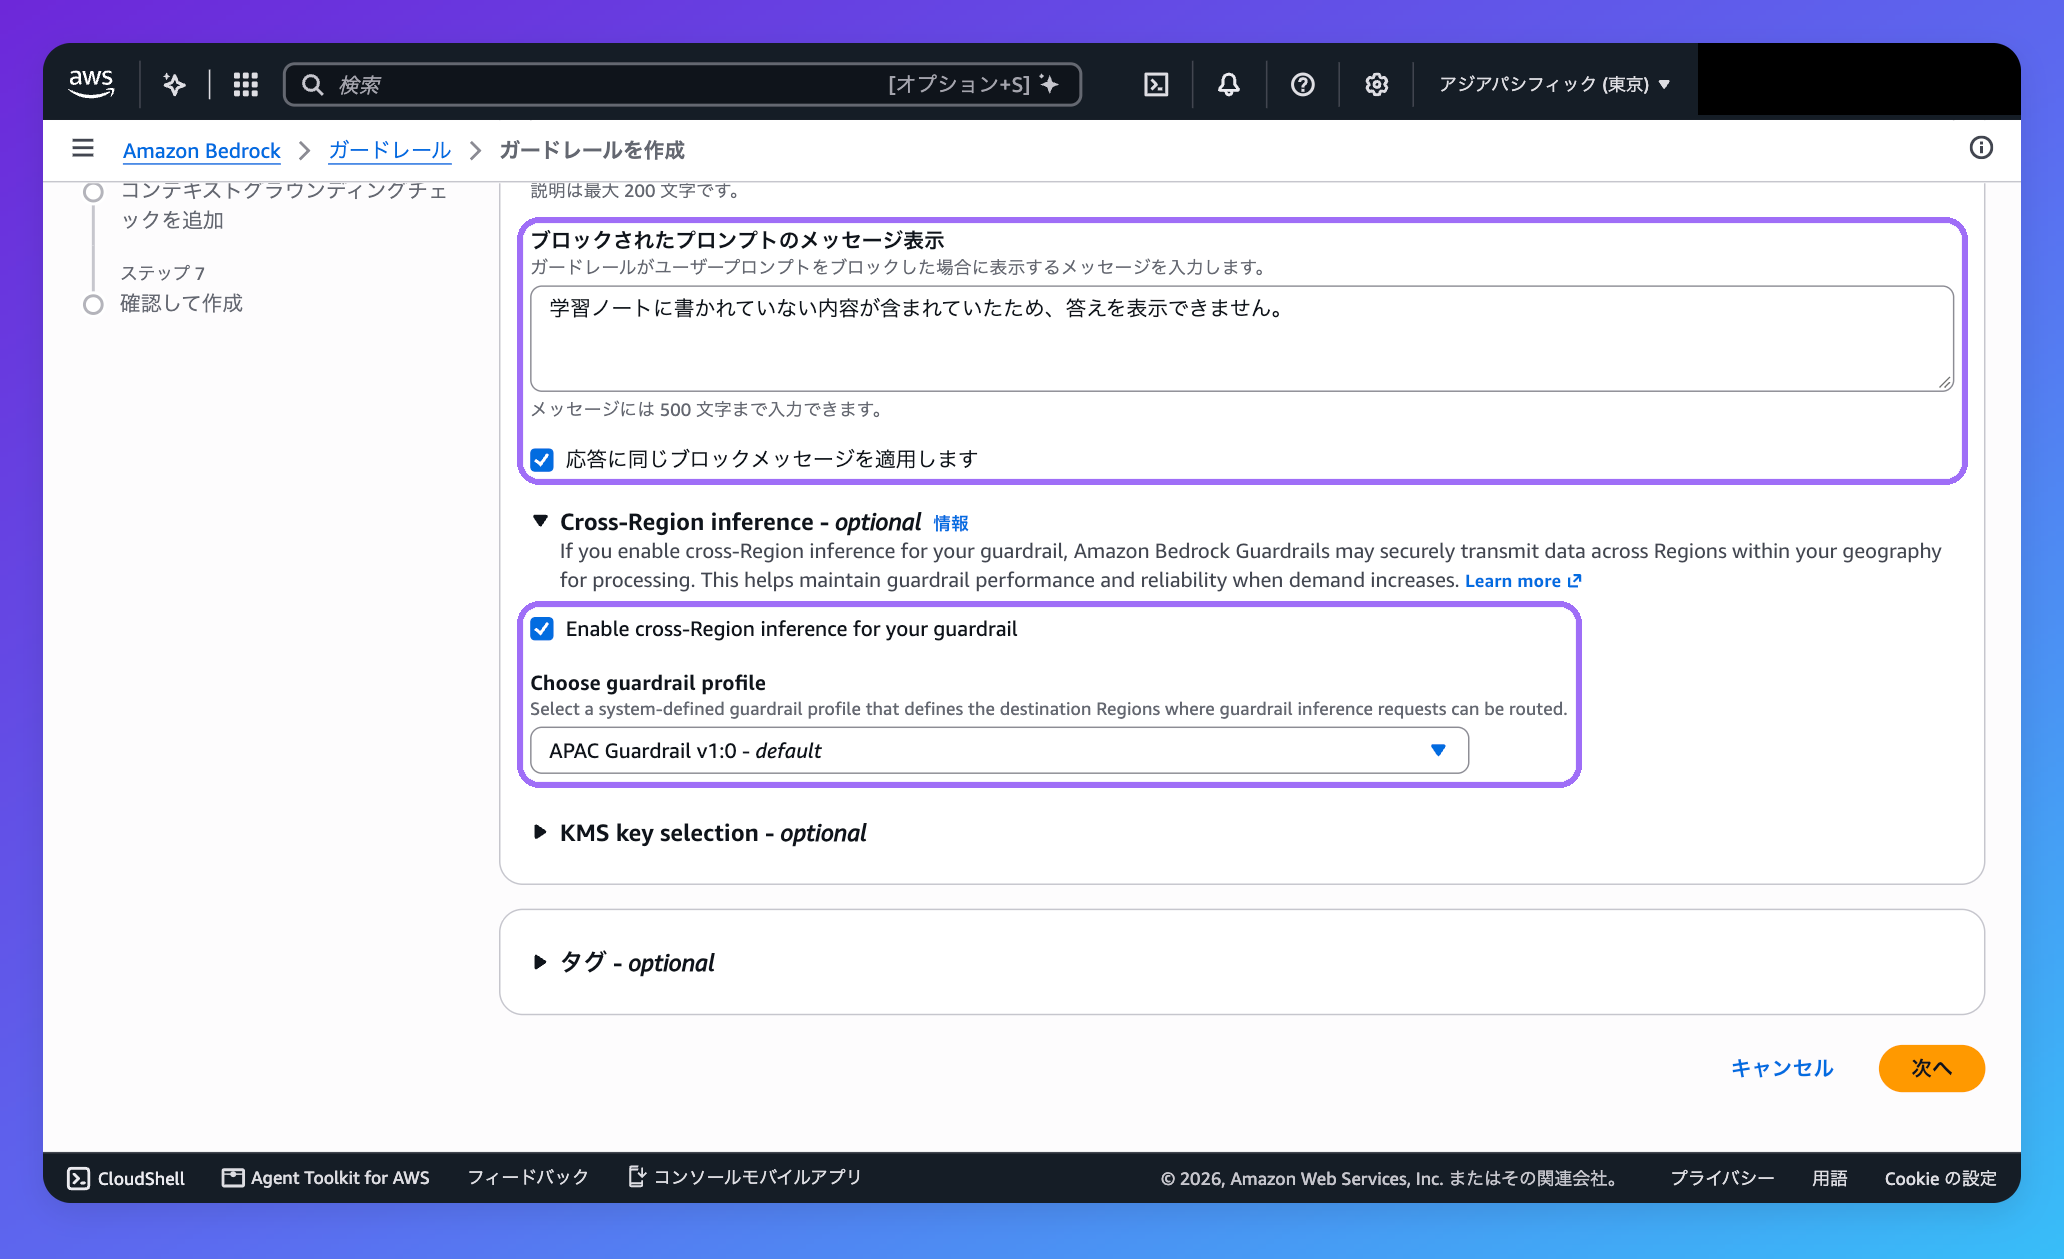 aws
検索
[オプション+S]
アジアパシフィック (東京)
Amazon Bedrock
ガードレール
ガードレールを作成
コンテキストグラウンディングチェ
ックを追加
ステップ 7
確認して作成
説明は最大 200 文字です。
ブロックされたプロンプトのメッセージ表示
ガードレールがユーザープロンプトをブロックした場合に表示するメッセージを入力します。
学習ノートに書かれていない内容が含まれていたため、答えを表示できません。
メッセージには 500 文字まで入力できます。
応答に同じブロックメッセージを適用します
Cross-Region inference - optional 情報
If you enable cross-Region inference for your guardrail, Amazon Bedrock Guardrails may securely transmit data across Regions within your geography
for processing. This helps maintain guardrail performance and reliability when demand increases. Learn more
Enable cross-Region inference for your guardrail
Choose guardrail profile
Select a system-defined guardrail profile that defines the destination Regions where guardrail inference requests can be routed.
APAC Guardrail v1:0 - default
KMS key selection - optional
タグ - optional
キャンセル
次へ
CloudShell
Agent Toolkit for AWS
フィードバック
コンソールモバイルアプリ
© 2026, Amazon Web Services, Inc. またはその関連会社。
プライバシー
用語
Cookie の設定